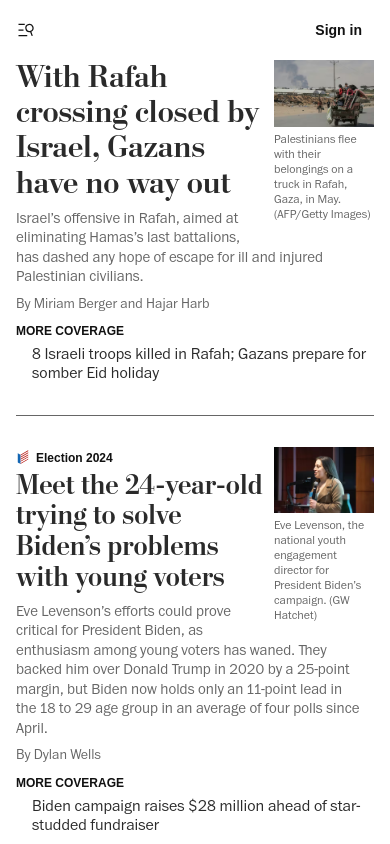 Sign in
With Rafah
crossing closed by
Israel, Gazans
have no way out
Palestinians flee
with their
belongings on a
truck in Rafah,
Gaza, in May.
(AFP/Getty Images)
Israel’s offensive in Rafah, aimed at
eliminating Hamas’s last battalions,
has dashed any hope of escape for ill and injured
Palestinian civilians.
By Miriam Berger and Hajar Harb
MORE COVERAGE
8 Israeli troops killed in Rafah; Gazans prepare for
somber Eid holiday
Election 2024
Meet the 24-year-old
trying to solve
Biden’s problems
with young voters
Eve Levenson, the
national youth
engagement
director for
President Biden’s
campaign. (GW
Hatchet)
Eve Levenson’s efforts could prove
critical for President Biden, as
enthusiasm among young voters has waned. They
backed him over Donald Trump in 2020 by a 25-point
margin, but Biden now holds only an 11-point lead in
the 18 to 29 age group in an average of four polls since
April.
By Dylan Wells
MORE COVERAGE
Biden campaign raises $28 million ahead of star-
studded fundraiser